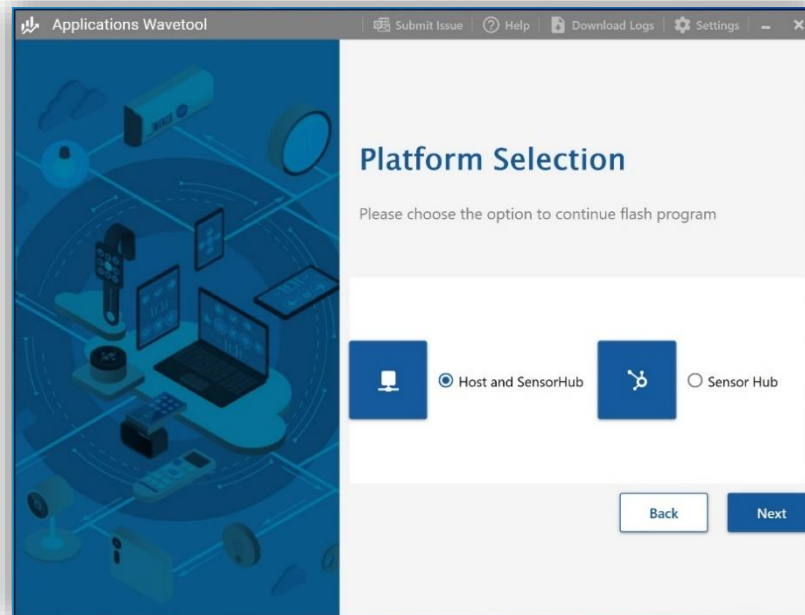 Applications Wavetool
Submit Issue
Help
Download Logs
Settings
Platform Selection
Please choose the option to continue flash program
Host and SensorHub
Sensor Hub
Back
Next